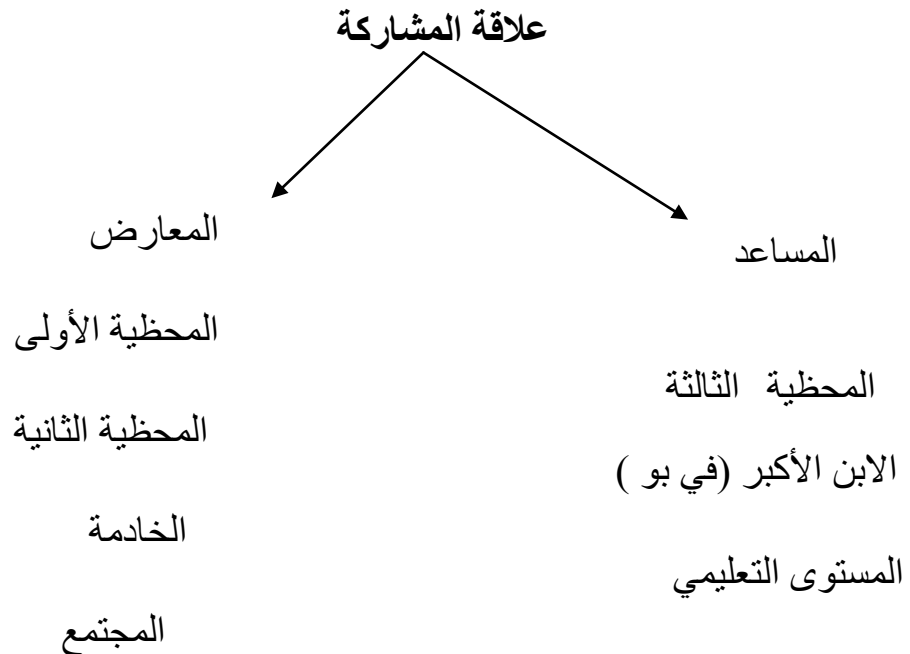 علاقة المشاركة
المساعد
المحظية الثالثة
الابن الأكبر (في بو )
المستوى التعليمي
المعارض
المحظية الأولى
المحظية الثانية
الخادمة
المجتمع